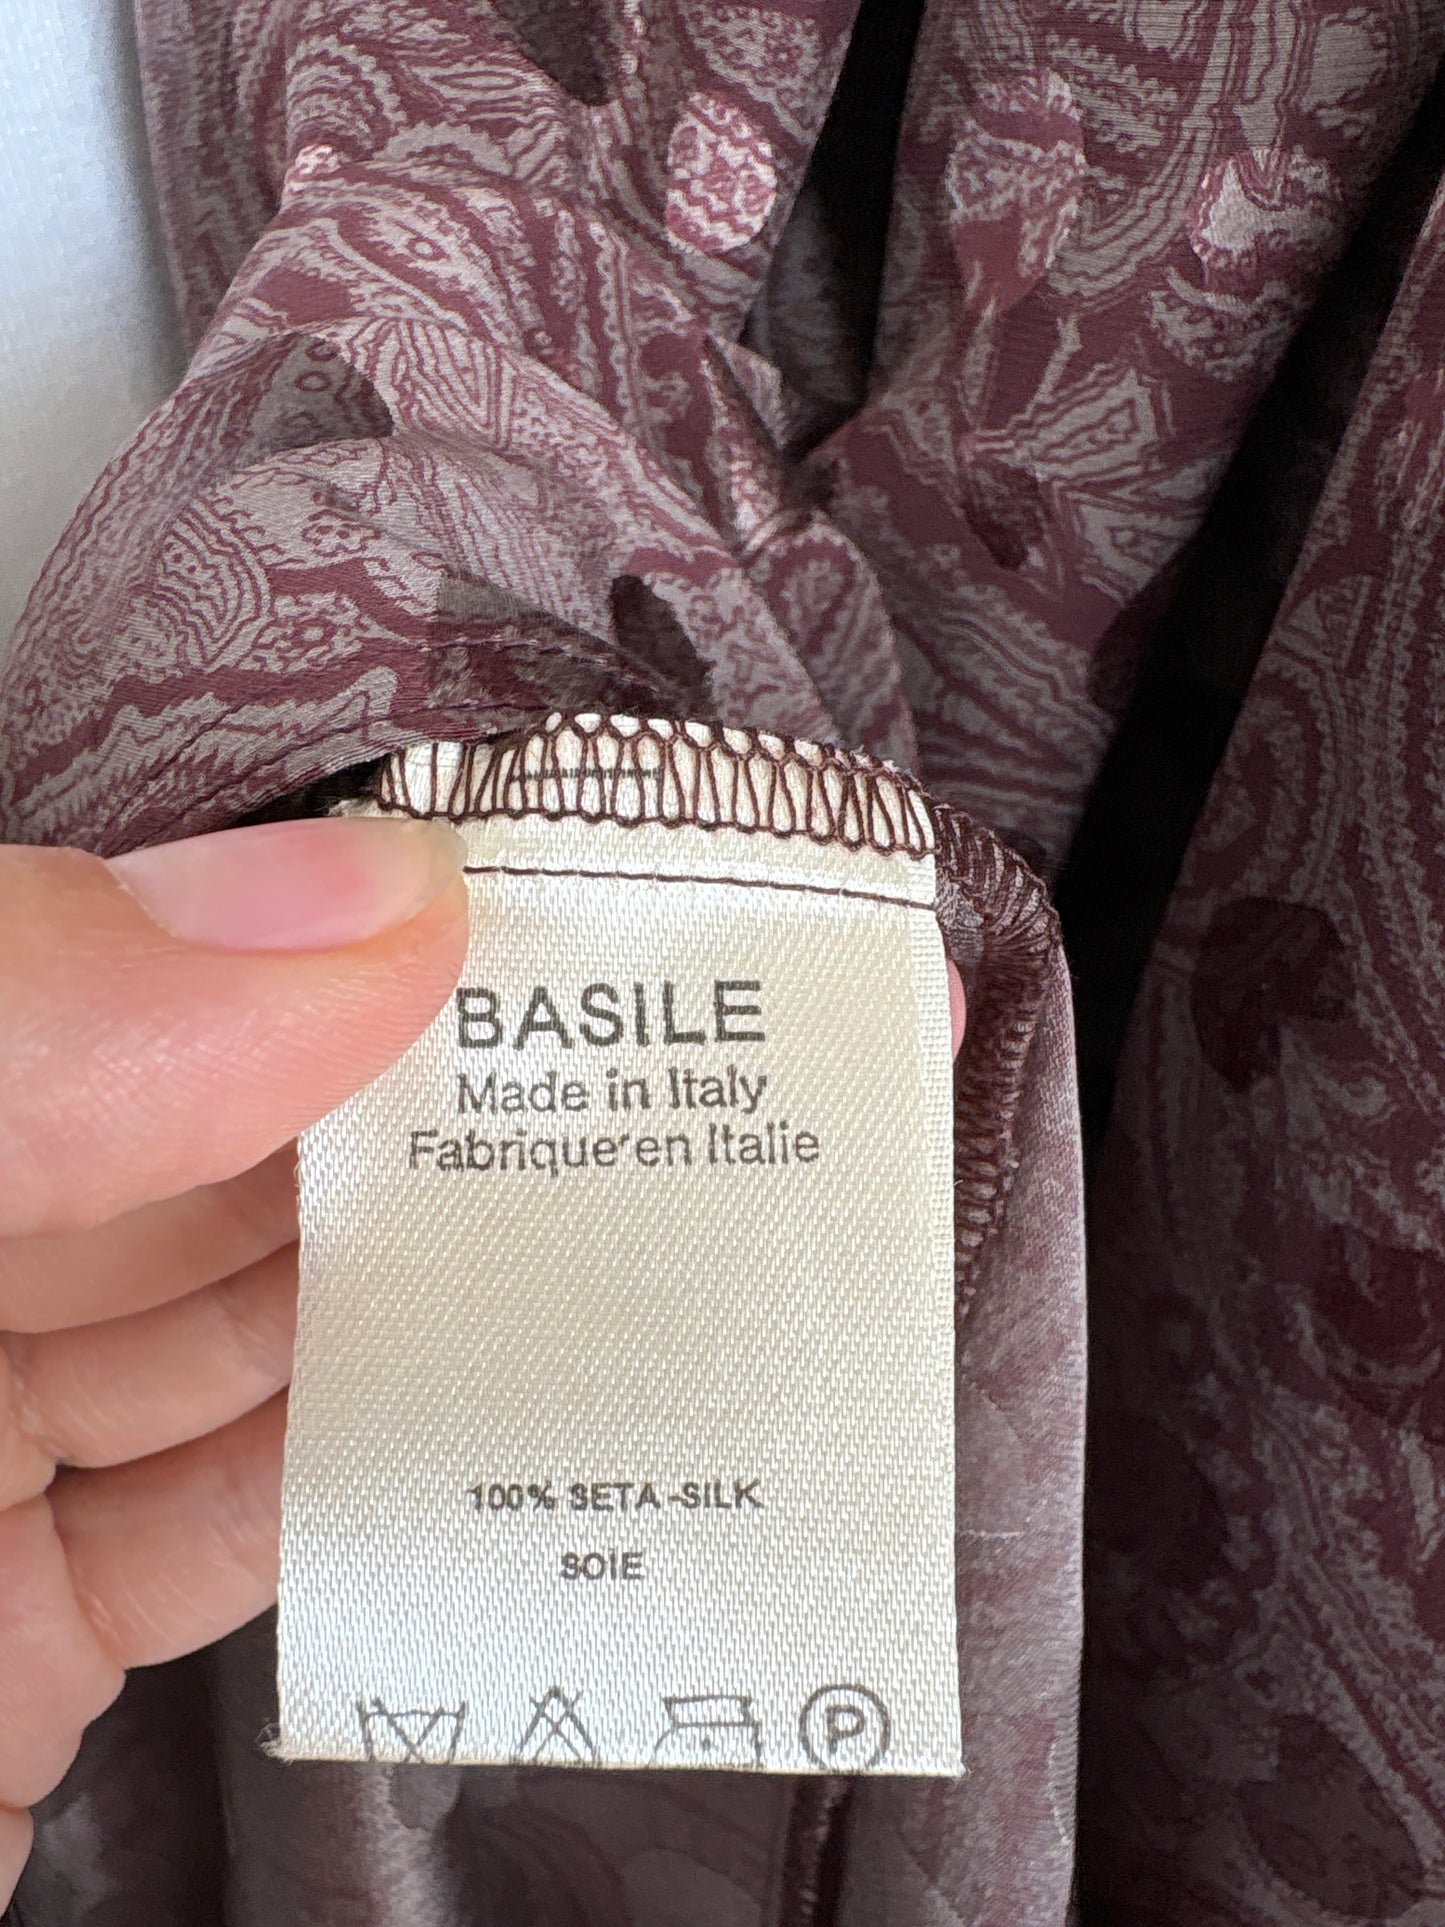 BASILE
Made in Italy
Fabrique en Italie
100% SETA-SILK
SOIE
P